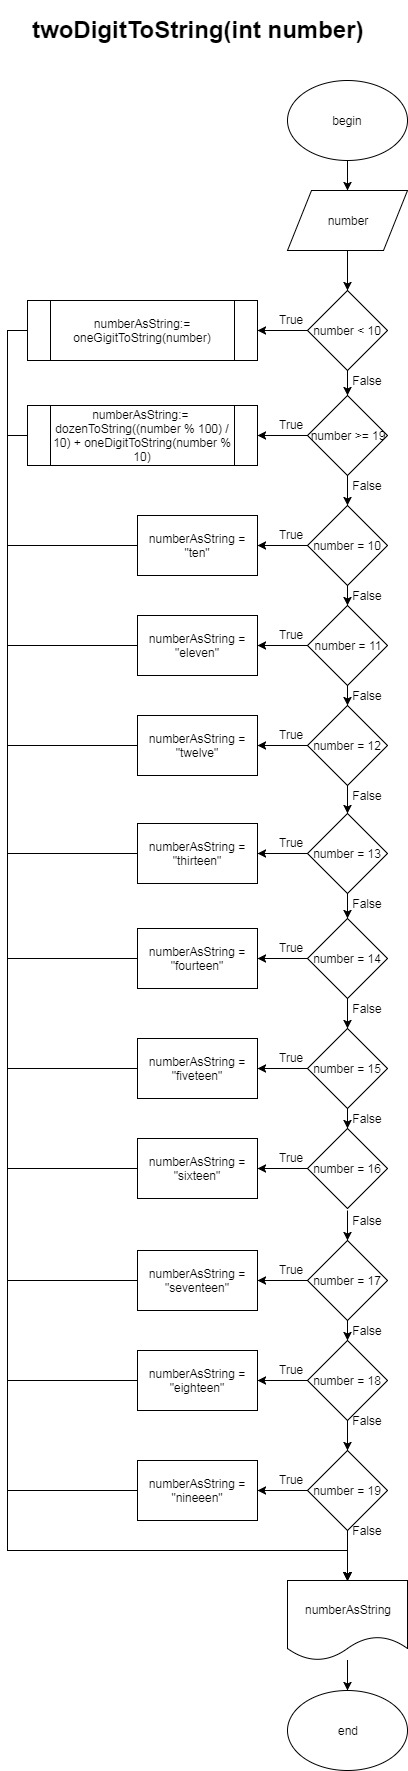 twoDigitToString(int number)
begin
number
numberAsString:=
oneGigitToString(number)
True
number < 10
False
numberAsString:=
dozenToString((number % 100) /
10) + oneDigitToString(number %
10)
True
number >= 19
False
numberAsString =
"ten"
True
number = 10
False
numberAsString =
"eleven"
True
number = 11
False
numberAsString =
"twelve"
True
number = 12
False
numberAsString =
"thirteen"
True
number = 13
False
numberAsString =
"fourteen"
True
number = 14
False
numberAsString =
"fiveteen"
True
number = 15
False
numberAsString =
"sixteen"
True
number = 16
False
numberAsString =
"seventeen"
True
number = 17
False
numberAsString =
"eighteen"
True
number = 18
False
numberAsString =
"nineeen"
True
number = 19
False
numberAsString
end